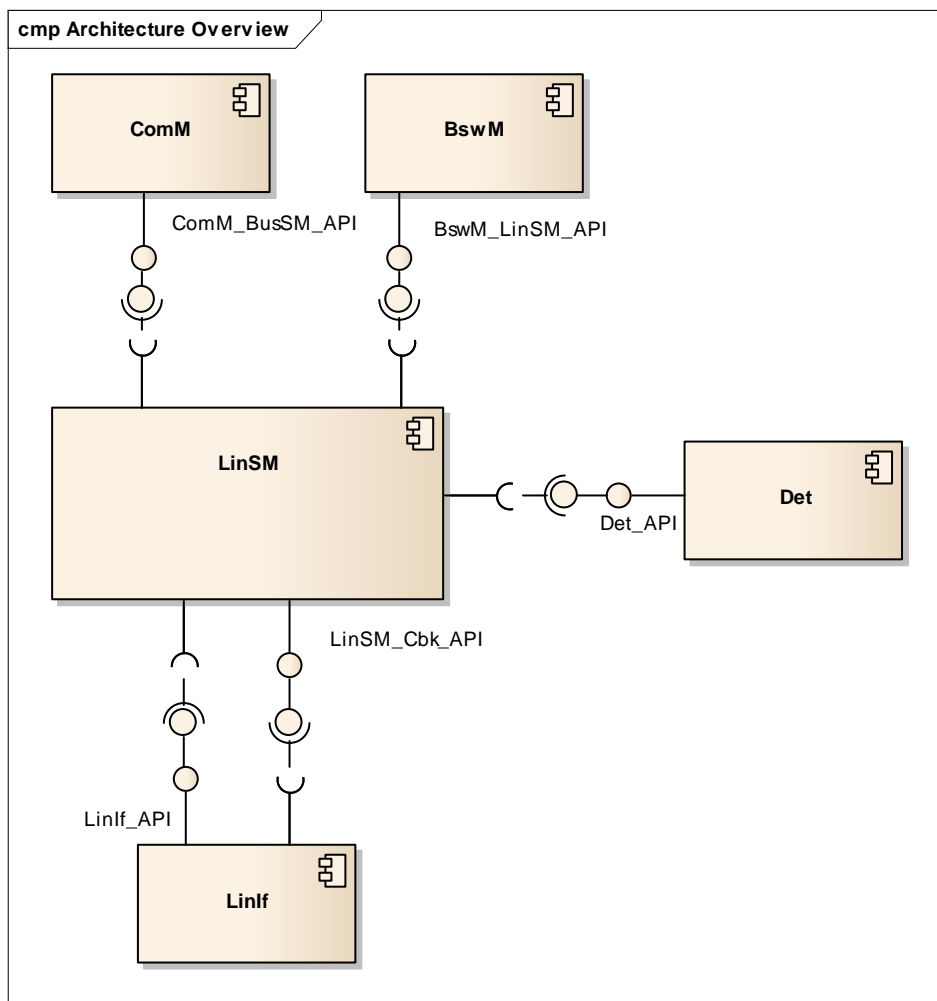 cmp Architecture Overview
ComM
BswM
ComM_BusSM_API
BswM_LinSM_API
LinSM
Det
Det_API
LinSM_Cbk_API
LinIf_API
LinIf